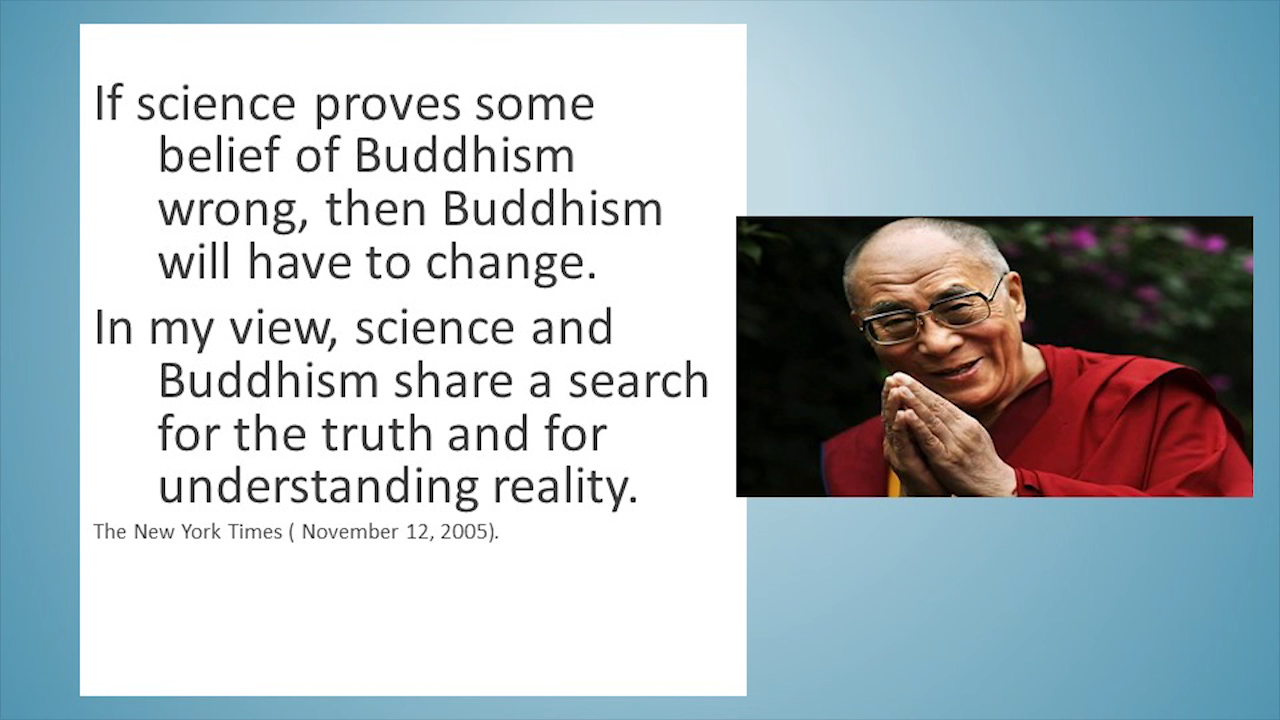 If science proves some
belief of Buddhism
wrong, then Buddhism
will have to change.
In my view, science and
Buddhism share a search
for the truth and for
understanding reality.
The New York Times ( November 12, 2005).